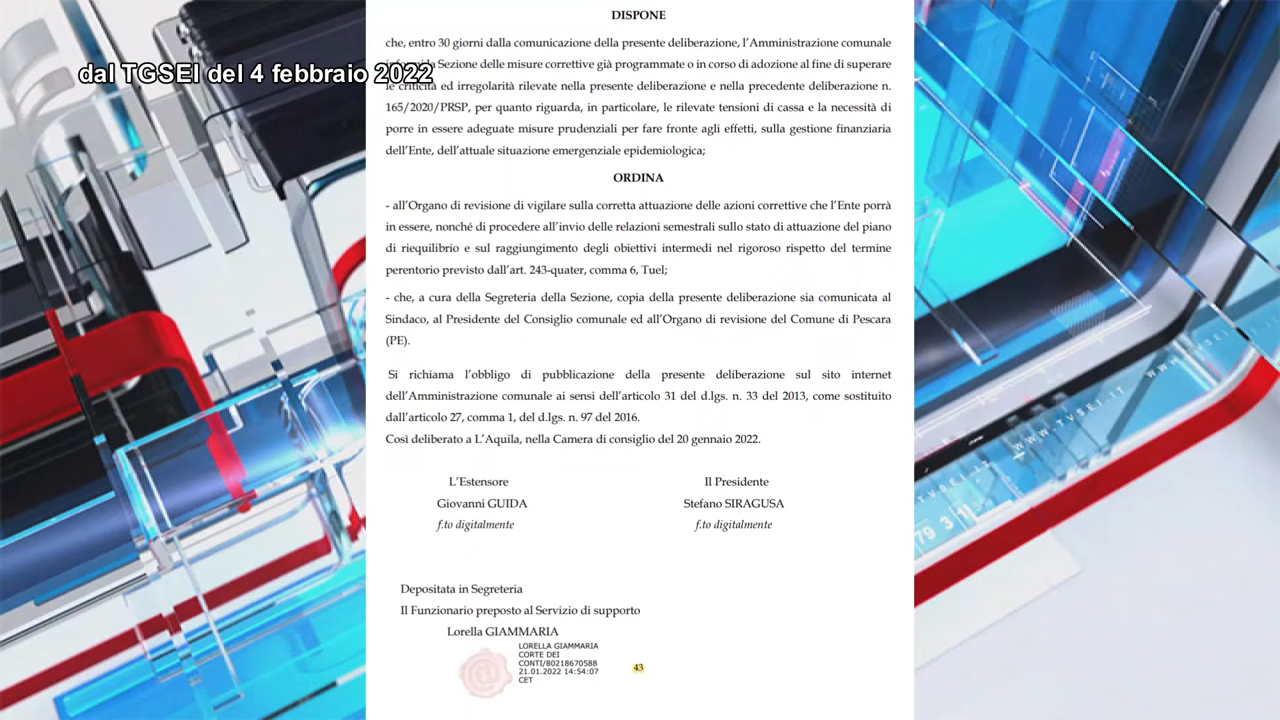 DISPONE
che, entro 30 giorni dalla comunicazione della presente deliberazione, l'Amministrazione comunale
dal TGSEI del 4 febbraio 2022
la Sezione delle misure correttive già programmate o in corso di adozione al fine di superare
le criticità ed irregolarità rilevate nella presente deliberazione e nella precedente deliberazione n.
165/2020/PRSP, per quanto riguarda, in particolare, le rilevate tensioni di cassa e la necessità di
porre in essere adeguate misure prudenziali per fare fronte agli effetti, sulla gestione finanziaria
dell'Ente, dell'attuale situazione emergenziale epidemiologica;
ORDINA
- all'Organo di revisione di vigilare sulla corretta attuazione delle azioni correttive che l'Ente porrà
in essere, nonché di procedere all'invio delle relazioni semestrali sullo stato di attuazione del piano
di riequilibrio e sul raggiungimento degli obiettivi intermedi nel rigoroso rispetto del termine
perentorio previsto dall'art. 243-quater, comma 6, Tuel;
- che, a cura della Segreteria della Sezione, copia della presente deliberazione sia comunicata al
Sindaco, al Presidente del Consiglio comunale ed all'Organo di revisione del Comune di Pescara
(PE).
Si richiama l'obbligo di pubblicazione della presente deliberazione sul sito internet
dell'Amministrazione comunale ai sensi dell'articolo 31 del d.lgs. n. 33 del 2013, come sostituito
dall'articolo 27, comma 1, del d.lgs. n. 97 del 2016.
Così deliberato a L'Aquila, nella Camera di consiglio del 20 gennaio 2022.
L'Estensore Il Presidente
Giovanni GUIDA Stefano SIRAGUSA
f.to digitalmente f.to digitalmente
Depositata in Segreteria
Il Funzionario preposto al Servizio di supporto
Lorella GIAMMARIA
LORELLA GIAMMARIA
CORTE DEI
CONTI/80218670588
21.01.2022 14:54:07
CET
43
WWW.TVSEI.IT